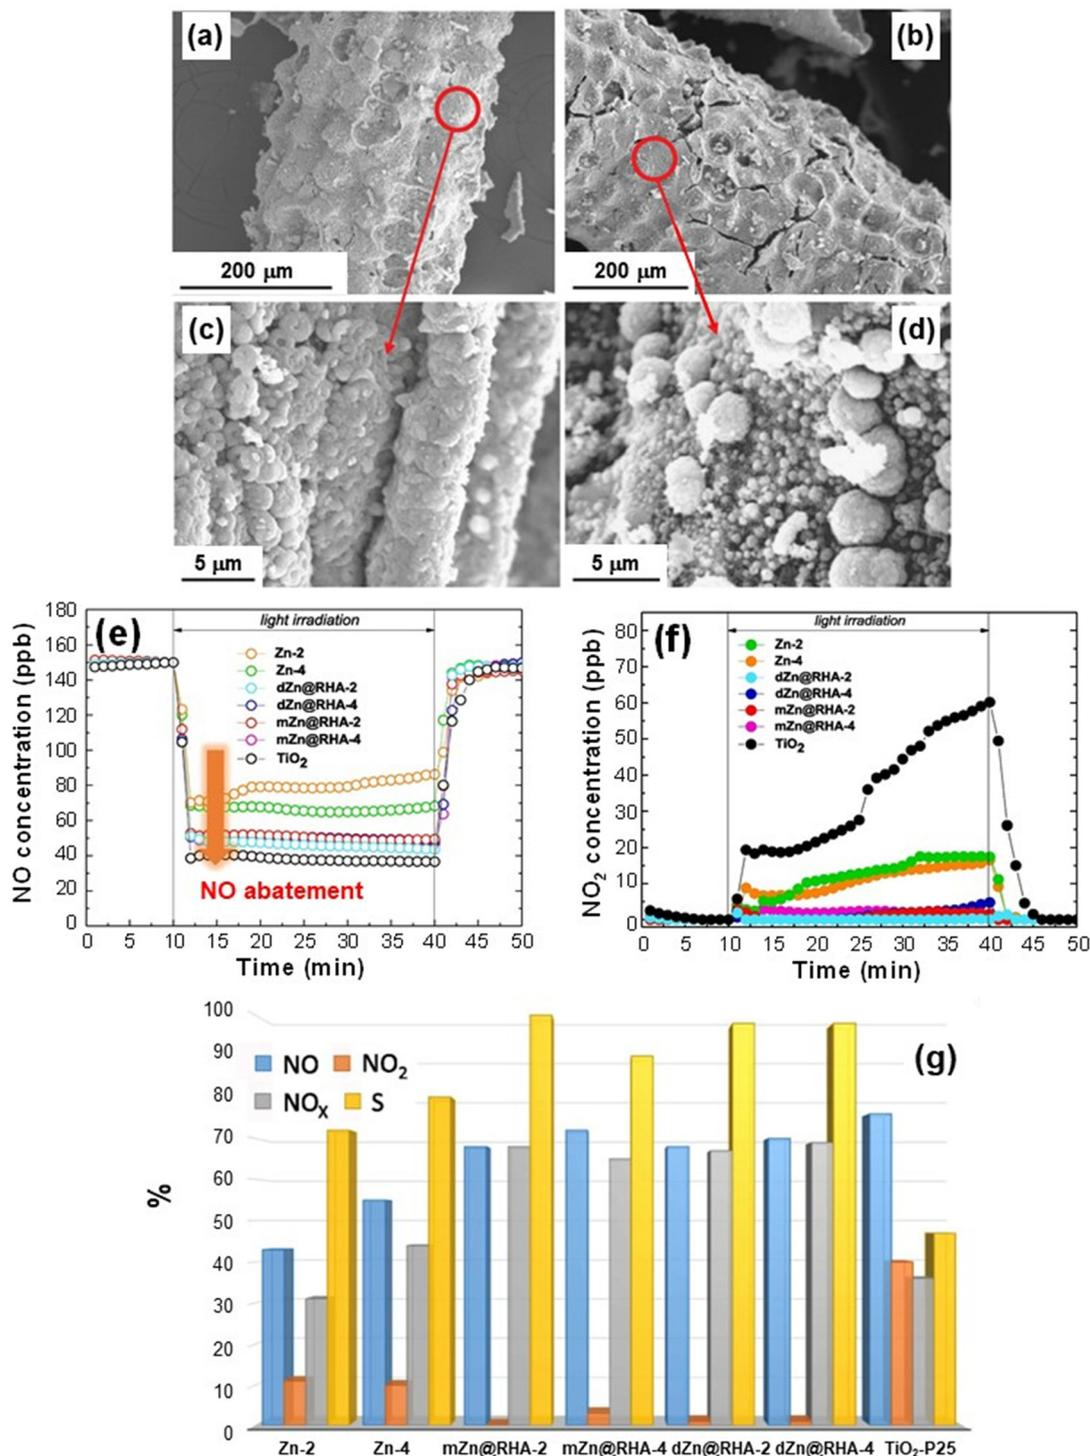 (a)
(b)
200 μm
200 μm
(c)
(d)
5 μm
5 μm
(e)
light irradiation
NO concentration (ppb)
180
160
140
120
100
80
60
40
20
0
Zn-2
Zn-4
dZn@RHA-2
dZn@RHA-4
mZn@RHA-2
mZn@RHA-4
TiO2
NO abatement
0 5 10 15 20 25 30 35 40 45 50
Time (min)
(f)
light irradiation
NO2 concentration (ppb)
80
70
60
50
40
30
20
10
0
Zn-2
Zn-4
dZn@RHA-2
dZn@RHA-4
mZn@RHA-2
mZn@RHA-4
TiO2
0 5 10 15 20 25 30 35 40 45 50
Time (min)
(g)
%
100
90
80
70
60
50
40
30
20
10
0
NO NO2
NOX S
Zn-2 Zn-4 mZn@RHA-2 mZn@RHA-4 dZn@RHA-2 dZn@RHA-4 TiO2-P25